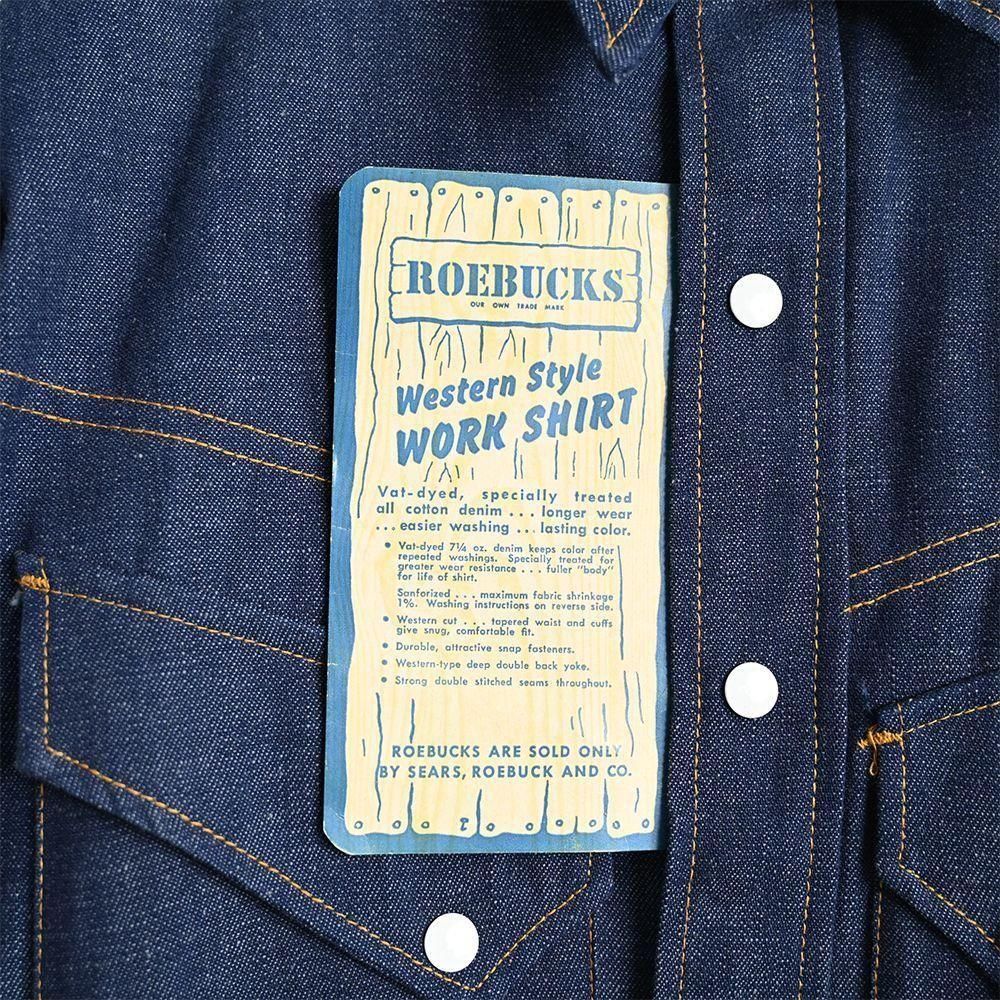 ROEBUCKS
OUR OWN TRADE MARK
Western Style
WORK SHIRT
Vat-dyed, specially treated
all cotton denim ... longer wear
... easier washing ... lasting color.
• Vat-dyed 7¼ oz. denim keeps color after
repeated washings. Specially treated for
greater wear resistance ... fuller "body"
for life of shirt.
Sanforized ... maximum fabric shrinkage
1%. Washing instructions on reverse side.
• Western cut ... tapered waist and cuffs
give snug, comfortable fit.
• Durable, attractive snap fasteners.
• Western-type deep double back yoke.
• Strong double stitched seams throughout.
ROEBUCKS ARE SOLD ONLY
BY SEARS, ROEBUCK AND CO.